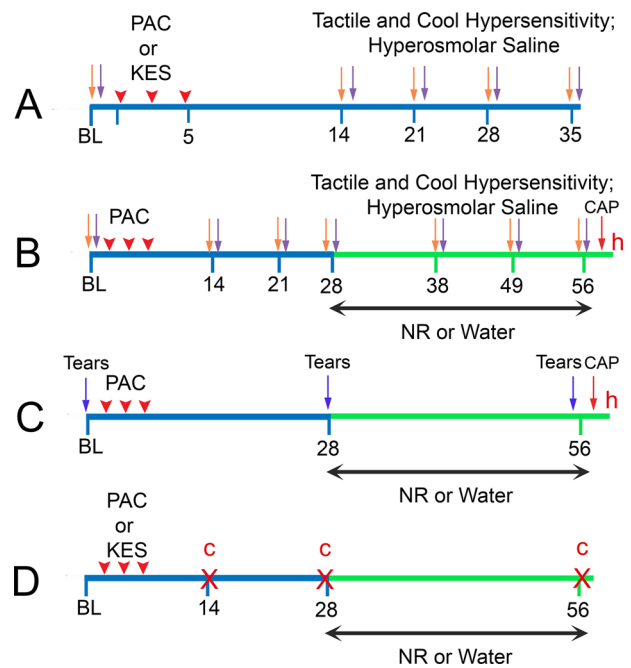 PAC
or
KES
Tactile and Cool Hypersensitivity;
Hyperosmolar Saline
A
BL
5
14
21
28
35
Tactile and Cool Hypersensitivity;
PAC
Hyperosmolar Saline
CAP
B
h
BL
14
21
28
38
49
56
NR or Water
Tears
PAC
Tears
Tears
CAP
C
h
BL
28
56
NR or Water
PAC
or
KES
c
c
c
D
X
X
X
BL
14
28
56
NR or Water